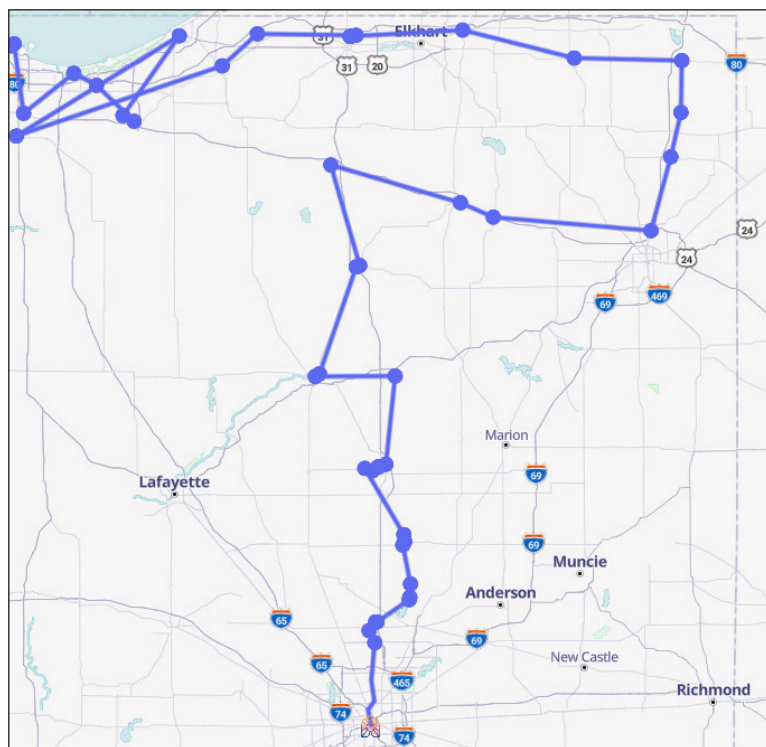 31
Elkhart
80
80
31
20
24
24
69
469
Marion
69
Lafayette
69
Muncie
Anderson
65
69
New Castle
65
465
Richmond
74
74